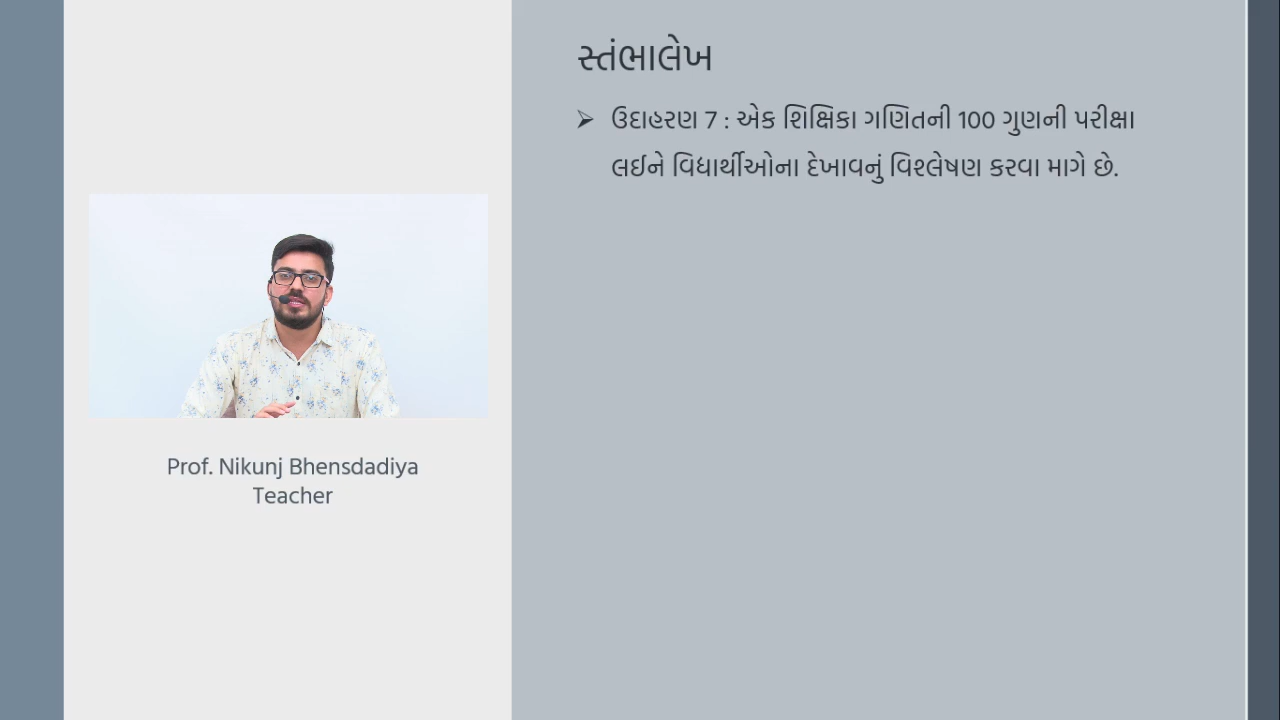 સ્તંભાલેખ
➢ ઉદાહરણ 7 : એક શિક્ષિકા ગણિતની 100 ગુણની પરીક્ષા
લઈને વિદ્યાર્થીઓના દેખાવનું વિશ્લેષણ કરવા માગે છે.
Prof. Nikunj Bhensdadiya
Teacher